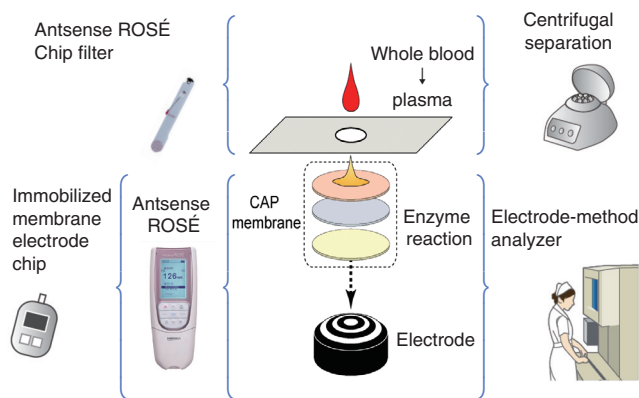 Antsense ROSÉ
Chip filter
Whole blood
plasma
Centrifugal
separation
Immobilized
membrane
electrode
chip
Antsense
ROSÉ
CAP
membrane
Enzyme
reaction
Electrode-method
analyzer
126
Electrode